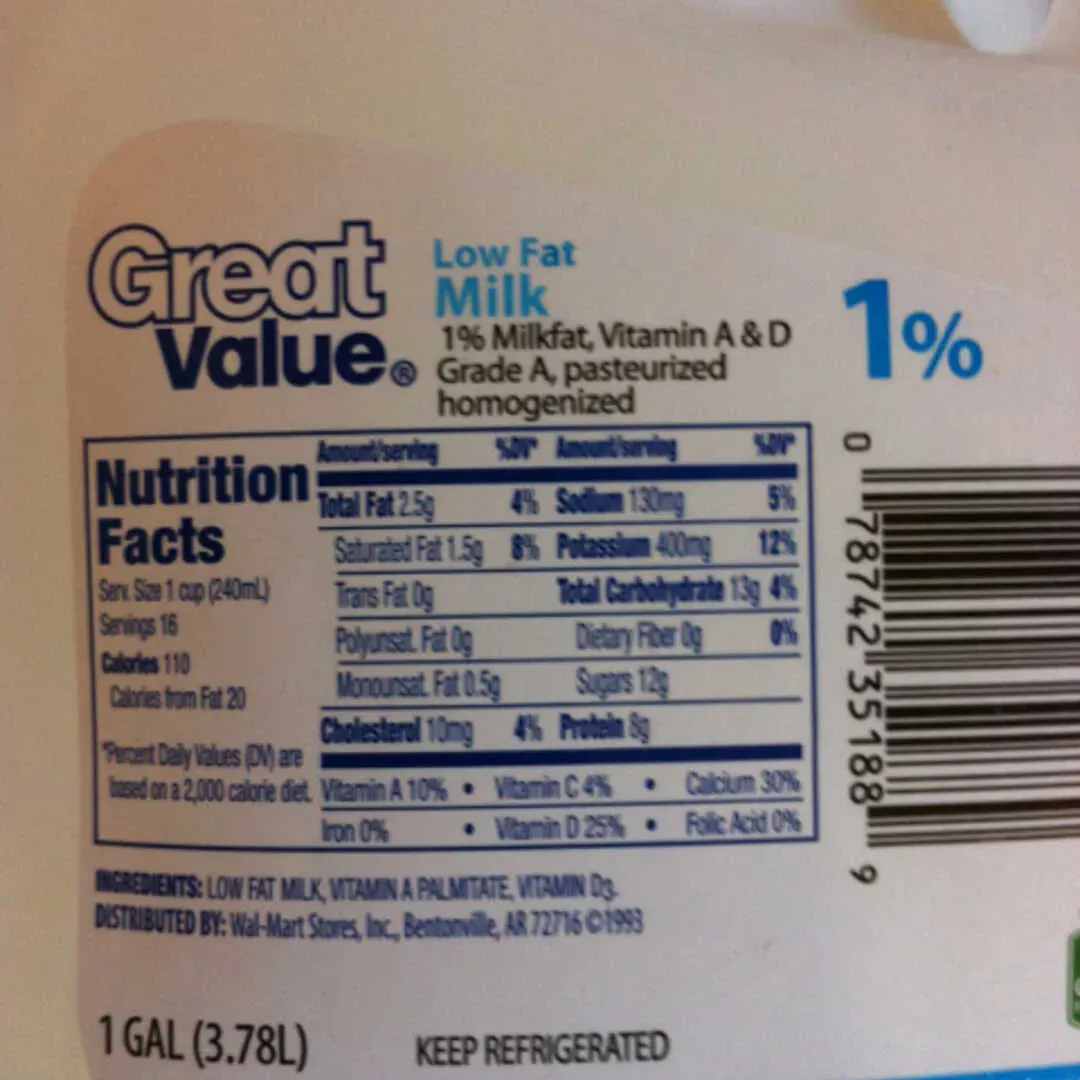 Great
Value®
Low Fat
Milk
1% Milkfat, Vitamin A & D
Grade A, pasteurized
homogenized
1%
Nutrition
Facts
Serv. Size 1 cup (240mL)
Servings 16
Calories 110
Calories from Fat 20
*Percent Daily Values (DV) are
based on a 2,000 calorie diet.
Amount/serving %DV* Amount/serving %DV*
Total Fat 2.5g 4% Sodium 130mg 5%
Saturated Fat 1.5g 8% Potassium 400mg 12%
Trans Fat 0g Total Carbohydrate 13g 4%
Polyunsat. Fat 0g Dietary Fiber 0g 0%
Monounsat. Fat 0.5g Sugars 12g
Cholesterol 10mg 4% Protein 8g
Vitamin A 10% • Vitamin C 4% • Calcium 30%
Iron 0% • Vitamin D 25% • Folic Acid 0%
INGREDIENTS: LOW FAT MILK, VITAMIN A PALMITATE, VITAMIN D3.
DISTRIBUTED BY: Wal-Mart Stores, Inc., Bentonville, AR 72716 ©1993
1 GAL (3.78L)
KEEP REFRIGERATED
0 78742 35188 9